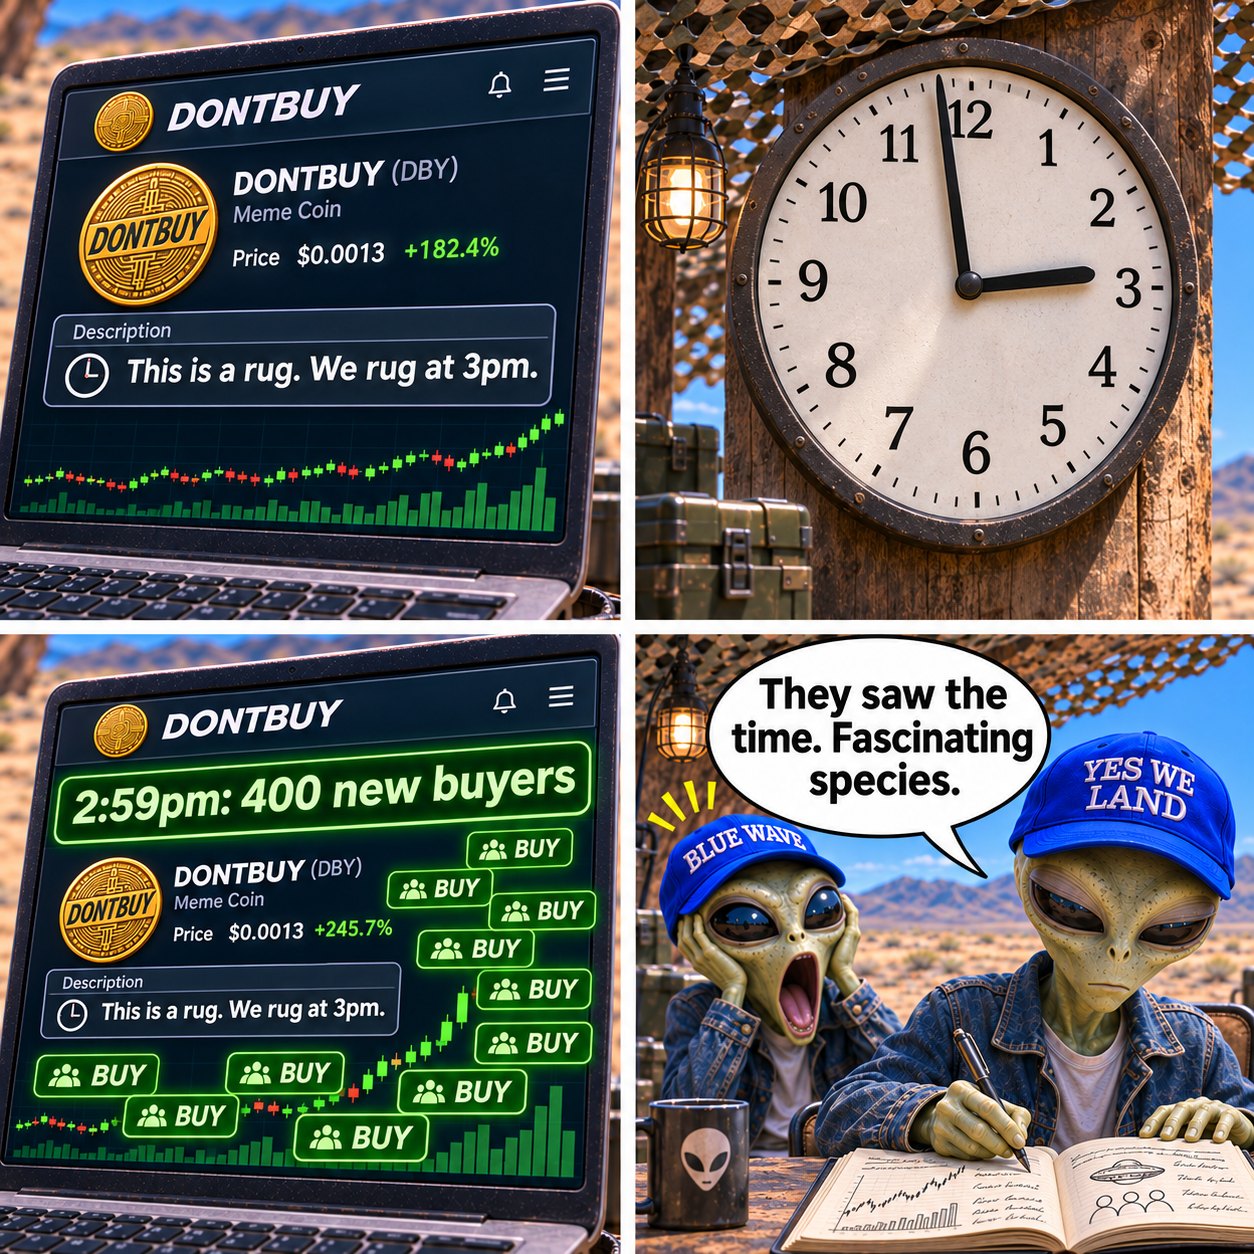 DONTBUY
DONTBUY (DBY)
Meme Coin
DONTBUY
Price $0.0013 +182.4%
Description
This is a rug. We rug at 3pm.
12
1
2
3
4
5
6
7
8
9
10
11
DONTBUY
2:59pm: 400 new buyers
BUY
DONTBUY (DBY)
BUY
Meme Coin
BUY
DONTBUY
Price $0.0013 +245.7%
BUY
Description
BUY
This is a rug. We rug at 3pm.
BUY
BUY
BUY
BUY
BUY
BUY
They saw the
time. Fascinating
species.
YES WE
LAND
BLUE WAVE